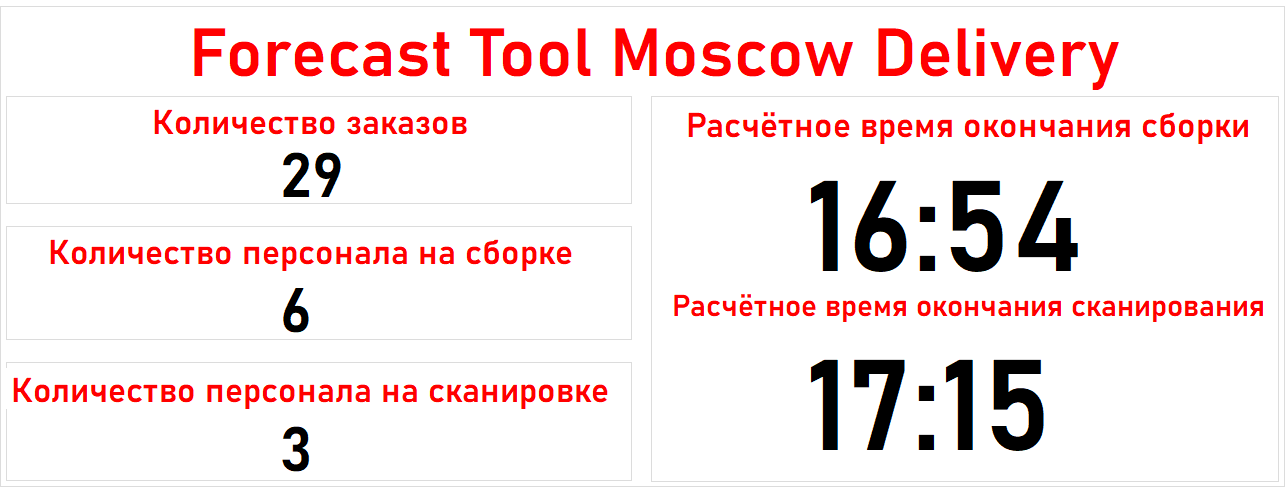 Forecast Tool Moscow Delivery
Количество заказов
29
Количество персонала на сборке
6
Количество персонала на сканировке
3
Расчётное время окончания сборки
16:54
Расчётное время окончания сканирования
17:15